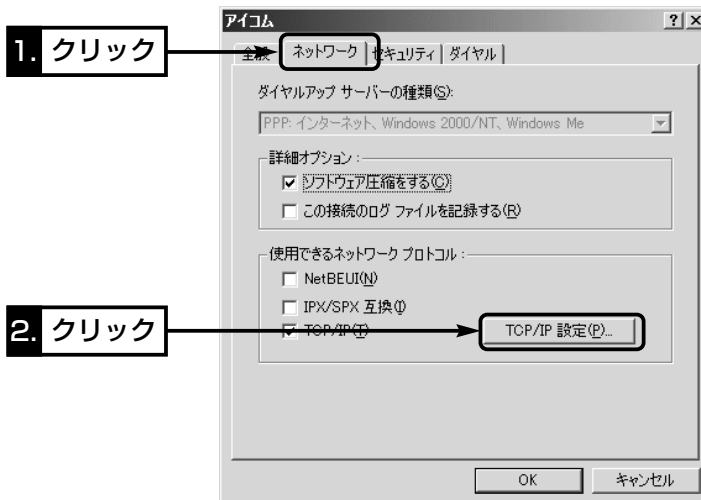 アイコム
1. クリック
全般 ネットワーク セキュリティ ダイヤル
ダイヤルアップ サーバーの種類(S):
PPP: インターネット、Windows 2000/NT、Windows Me
詳細オプション :
ソフトウェア圧縮をする(C)
この接続のログ ファイルを記録する(R)
使用できるネットワーク プロトコル :
NetBEUI(N)
IPX/SPX 互換(I)
2. クリック
TCP/IP(T) TCP/IP 設定(P)...
OK キャンセル